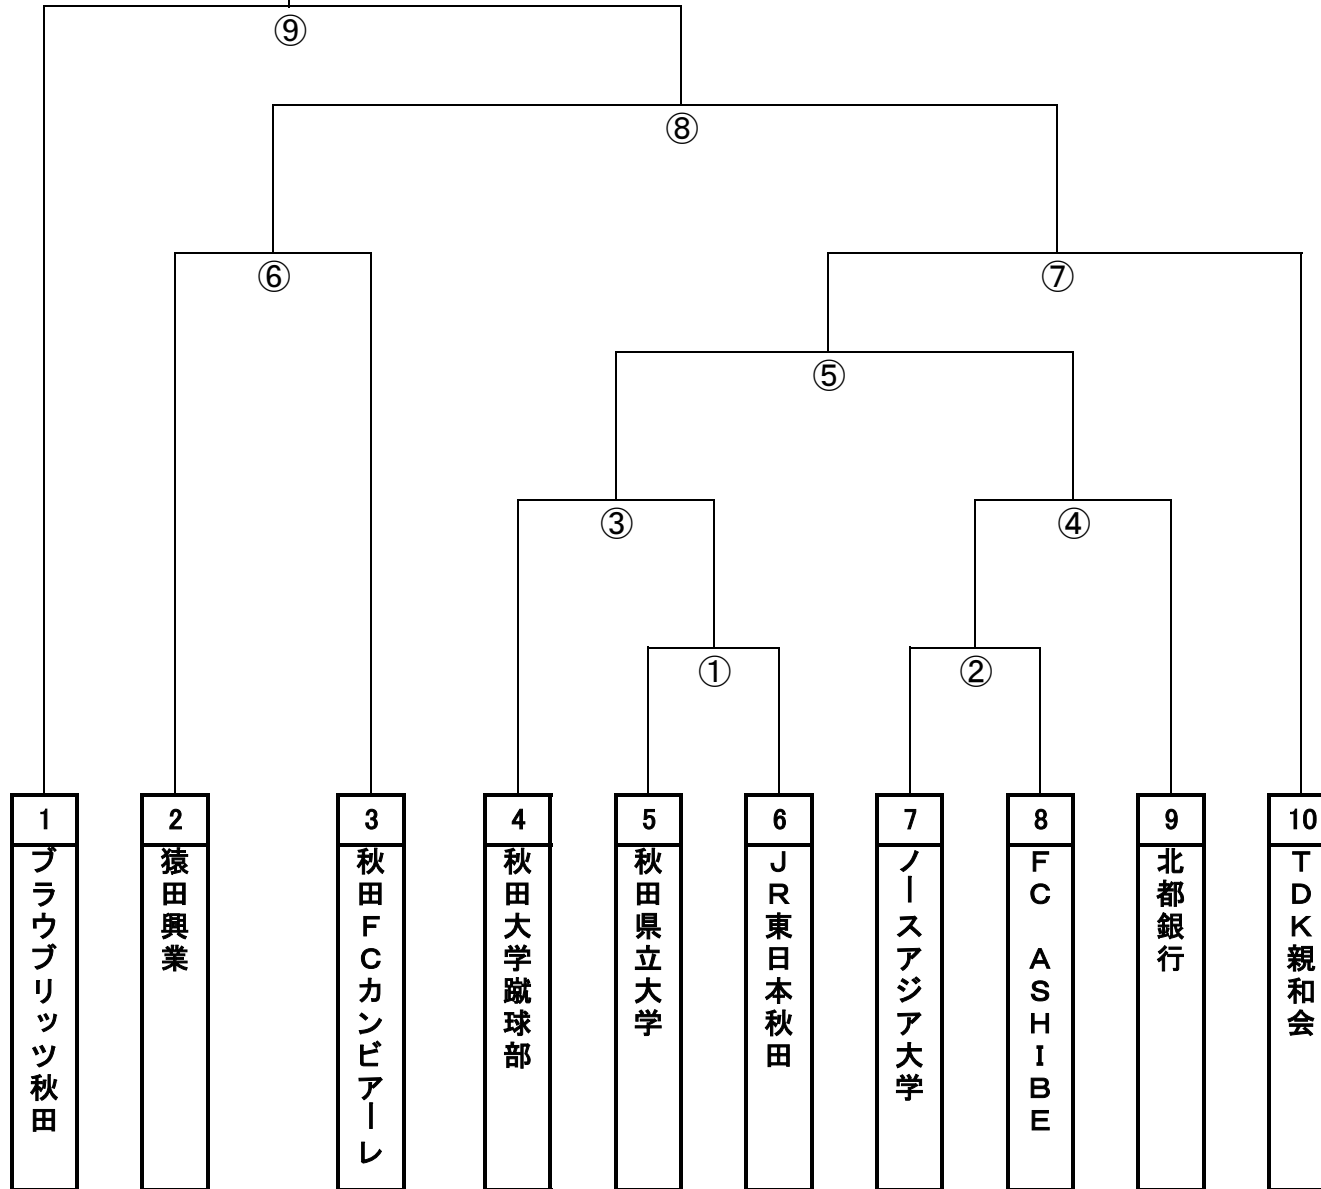 ⑨
⑧
⑥
⑦
⑤
③
④
①
②
1
ブラウブリッツ秋田
2
猿田興業
3
秋田FCカンビアーレ
4
秋田大学蹴球部
5
秋田県立大学
6
JR東日本秋田
7
ノースアジア大学
8
FC ASHIBE
9
北都銀行
10
TDK親和会